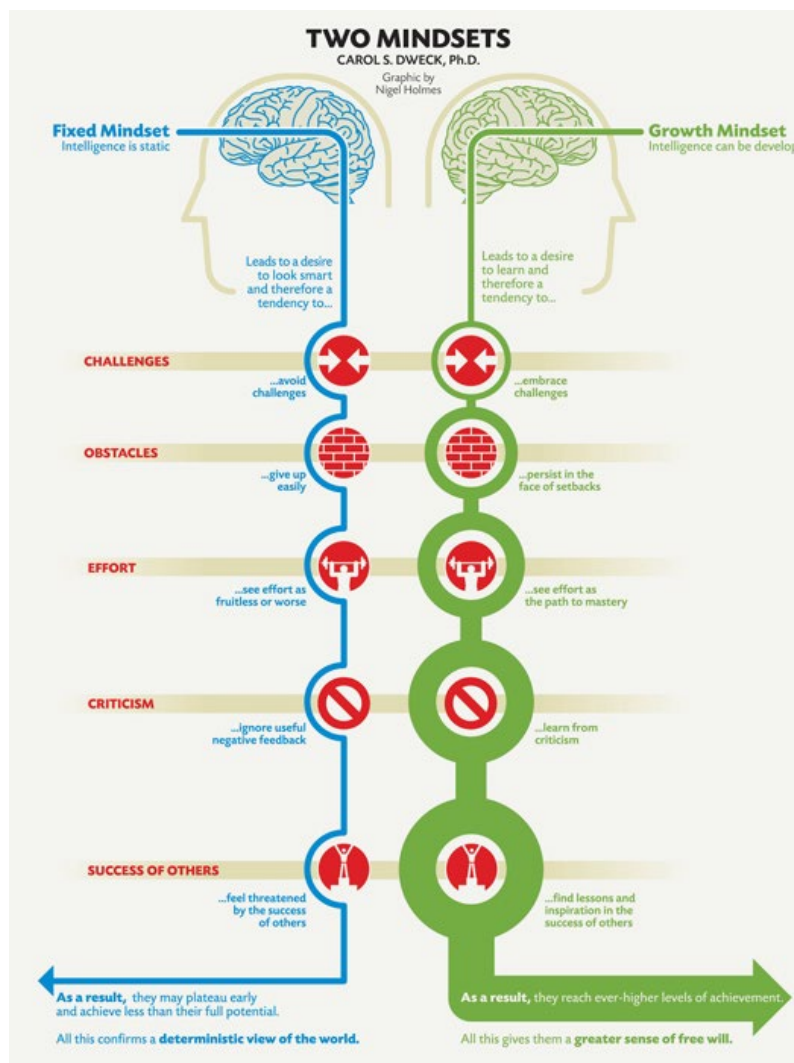 TWO MINDSETS
CAROL S. DWECK, Ph.D.
Graphic by
Nigel Holmes
Fixed Mindset
Intelligence is static
Growth Mindset
Intelligence can be develop
Leads to a desire
to look smart
and therefore a
tendency to...
Leads to a desire
to learn and
therefore a
tendency to...
CHALLENGES
...avoid
challenges
...embrace
challenges
OBSTACLES
...give up
easily
...persist in the
face of setbacks
EFFORT
...see effort as
fruitless or worse
...see effort as
the path to mastery
CRITICISM
...ignore useful
negative feedback
...learn from
criticism
SUCCESS OF OTHERS
...feel threatened
by the success
of others
...find lessons and
inspiration in the
success of others
As a result, they may plateau early
and achieve less than their full potential.
All this confirms a deterministic view of the world.
As a result, they reach ever-higher levels of achievement.
All this gives them a greater sense of free will.